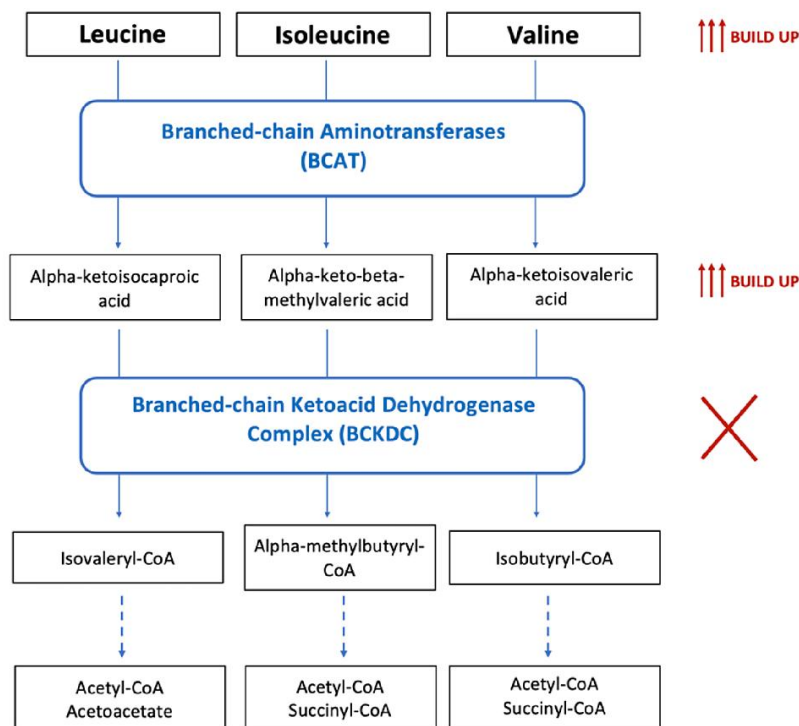 Leucine
Isoleucine
Valine
BUILD UP
Branched-chain Aminotransferases
(BCAT)
Alpha-ketoisocaproic
acid
Alpha-keto-beta-
methylvaleric acid
Alpha-ketoisovaleric
acid
BUILD UP
Branched-chain Ketoacid Dehydrogenase
Complex (BCKDC)
Isovaleryl-CoA
Alpha-methylbutyryl-
CoA
Isobutyryl-CoA
Acetyl-CoA
Acetoacetate
Acetyl-CoA
Succinyl-CoA
Acetyl-CoA
Succinyl-CoA